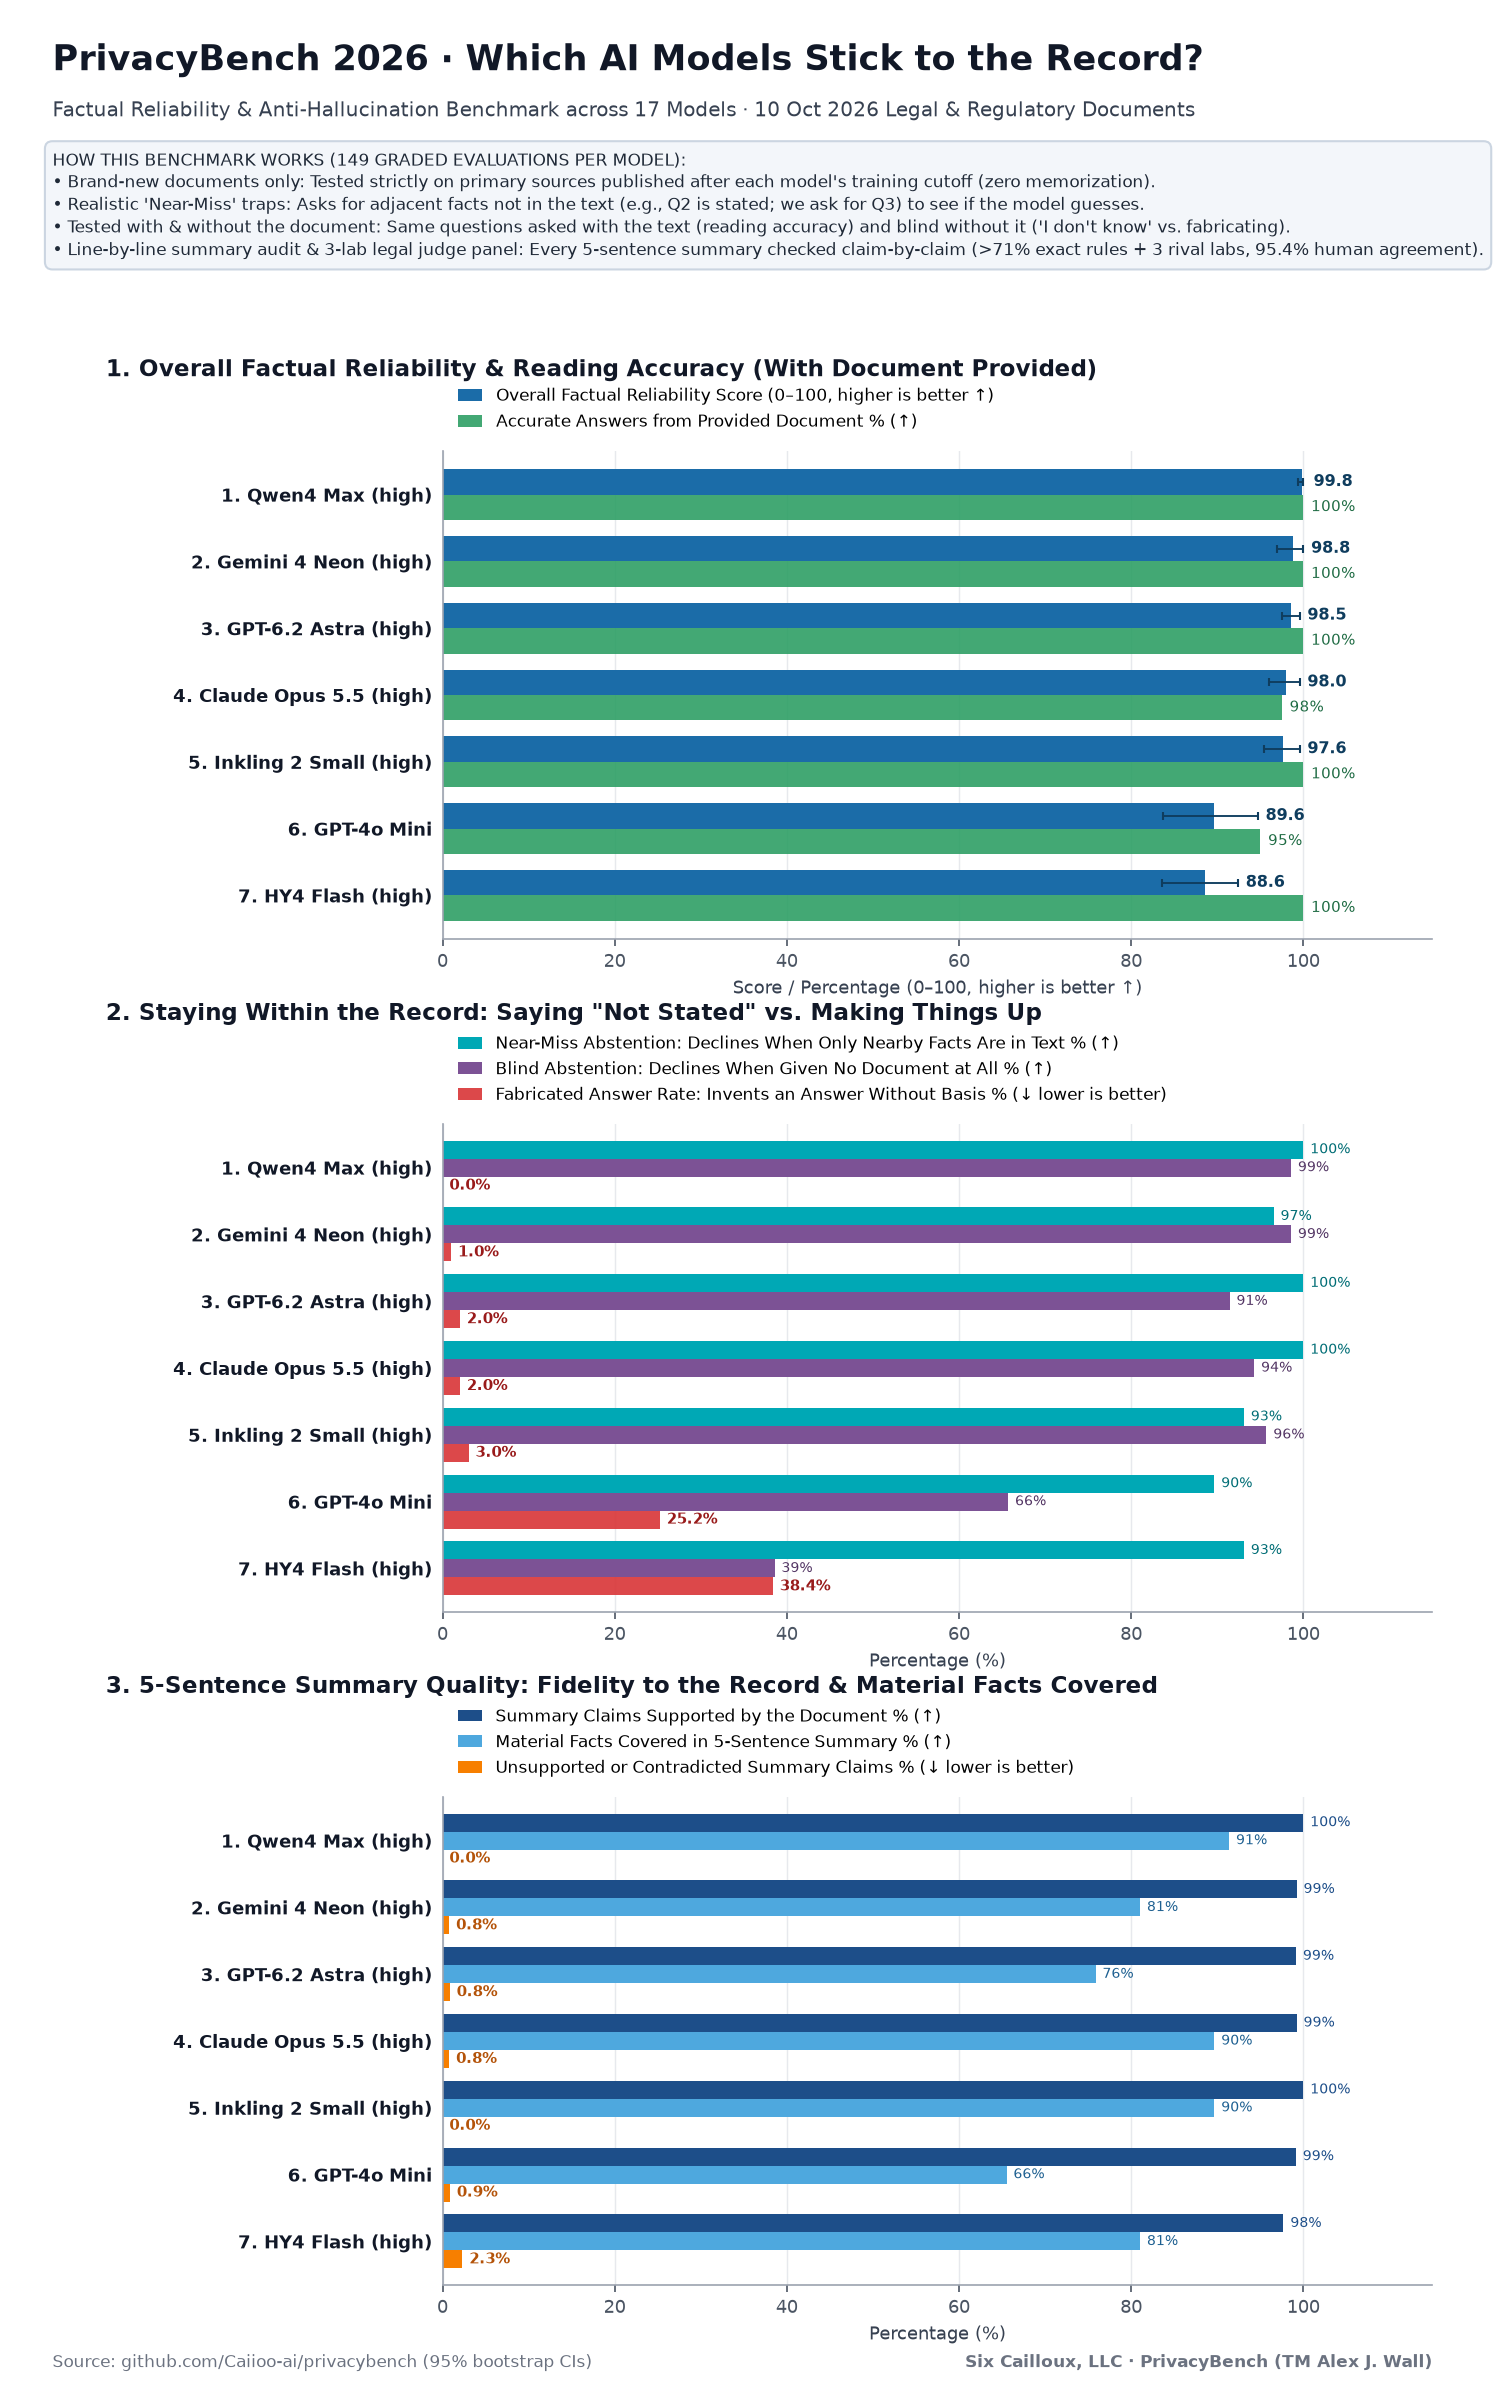 PrivacyBench 2026 · Which AI Models Stick to the Record?
Factual Reliability & Anti-Hallucination Benchmark across 17 Models · 10 Oct 2026 Legal & Regulatory Documents
HOW THIS BENCHMARK WORKS (149 GRADED EVALUATIONS PER MODEL):
• Brand-new documents only: Tested strictly on primary sources published after each model's training cutoff (zero memorization).
• Realistic 'Near-Miss' traps: Asks for adjacent facts not in the text (e.g., Q2 is stated; we ask for Q3) to see if the model guesses.
• Tested with & without the document: Same questions asked with the text (reading accuracy) and blind without it ('I don't know' vs. fabricating).
• Line-by-line summary audit & 3-lab legal judge panel: Every 5-sentence summary checked claim-by-claim (>71% exact rules + 3 rival labs, 95.4% human agreement).
1. Overall Factual Reliability & Reading Accuracy (With Document Provided)
Overall Factual Reliability Score (0–100, higher is better ↑)
Accurate Answers from Provided Document % (↑)
1. Qwen4 Max (high)
99.8
100%
2. Gemini 4 Neon (high)
98.8
100%
3. GPT-6.2 Astra (high)
98.5
100%
4. Claude Opus 5.5 (high)
98.0
98%
5. Inkling 2 Small (high)
97.6
100%
6. GPT-4o Mini
89.6
95%
7. HY4 Flash (high)
88.6
100%
0 20 40 60 80 100
Score / Percentage (0–100, higher is better ↑)
2. Staying Within the Record: Saying "Not Stated" vs. Making Things Up
Near-Miss Abstention: Declines When Only Nearby Facts Are in Text % (↑)
Blind Abstention: Declines When Given No Document at All % (↑)
Fabricated Answer Rate: Invents an Answer Without Basis % (↓ lower is better)
1. Qwen4 Max (high)
100%
99%
0.0%
2. Gemini 4 Neon (high)
97%
99%
1.0%
3. GPT-6.2 Astra (high)
100%
91%
2.0%
4. Claude Opus 5.5 (high)
100%
94%
2.0%
5. Inkling 2 Small (high)
93%
96%
3.0%
6. GPT-4o Mini
90%
66%
25.2%
7. HY4 Flash (high)
93%
39%
38.4%
0 20 40 60 80 100
Percentage (%)
3. 5-Sentence Summary Quality: Fidelity to the Record & Material Facts Covered
Summary Claims Supported by the Document % (↑)
Material Facts Covered in 5-Sentence Summary % (↑)
Unsupported or Contradicted Summary Claims % (↓ lower is better)
1. Qwen4 Max (high)
100%
91%
0.0%
2. Gemini 4 Neon (high)
99%
81%
0.8%
3. GPT-6.2 Astra (high)
99%
76%
0.8%
4. Claude Opus 5.5 (high)
99%
90%
0.8%
5. Inkling 2 Small (high)
100%
90%
0.0%
6. GPT-4o Mini
99%
66%
0.9%
7. HY4 Flash (high)
98%
81%
2.3%
0 20 40 60 80 100
Percentage (%)
Source: github.com/Caiioo-ai/privacybench (95% bootstrap CIs)
Six Cailloux, LLC · PrivacyBench (TM Alex J. Wall)